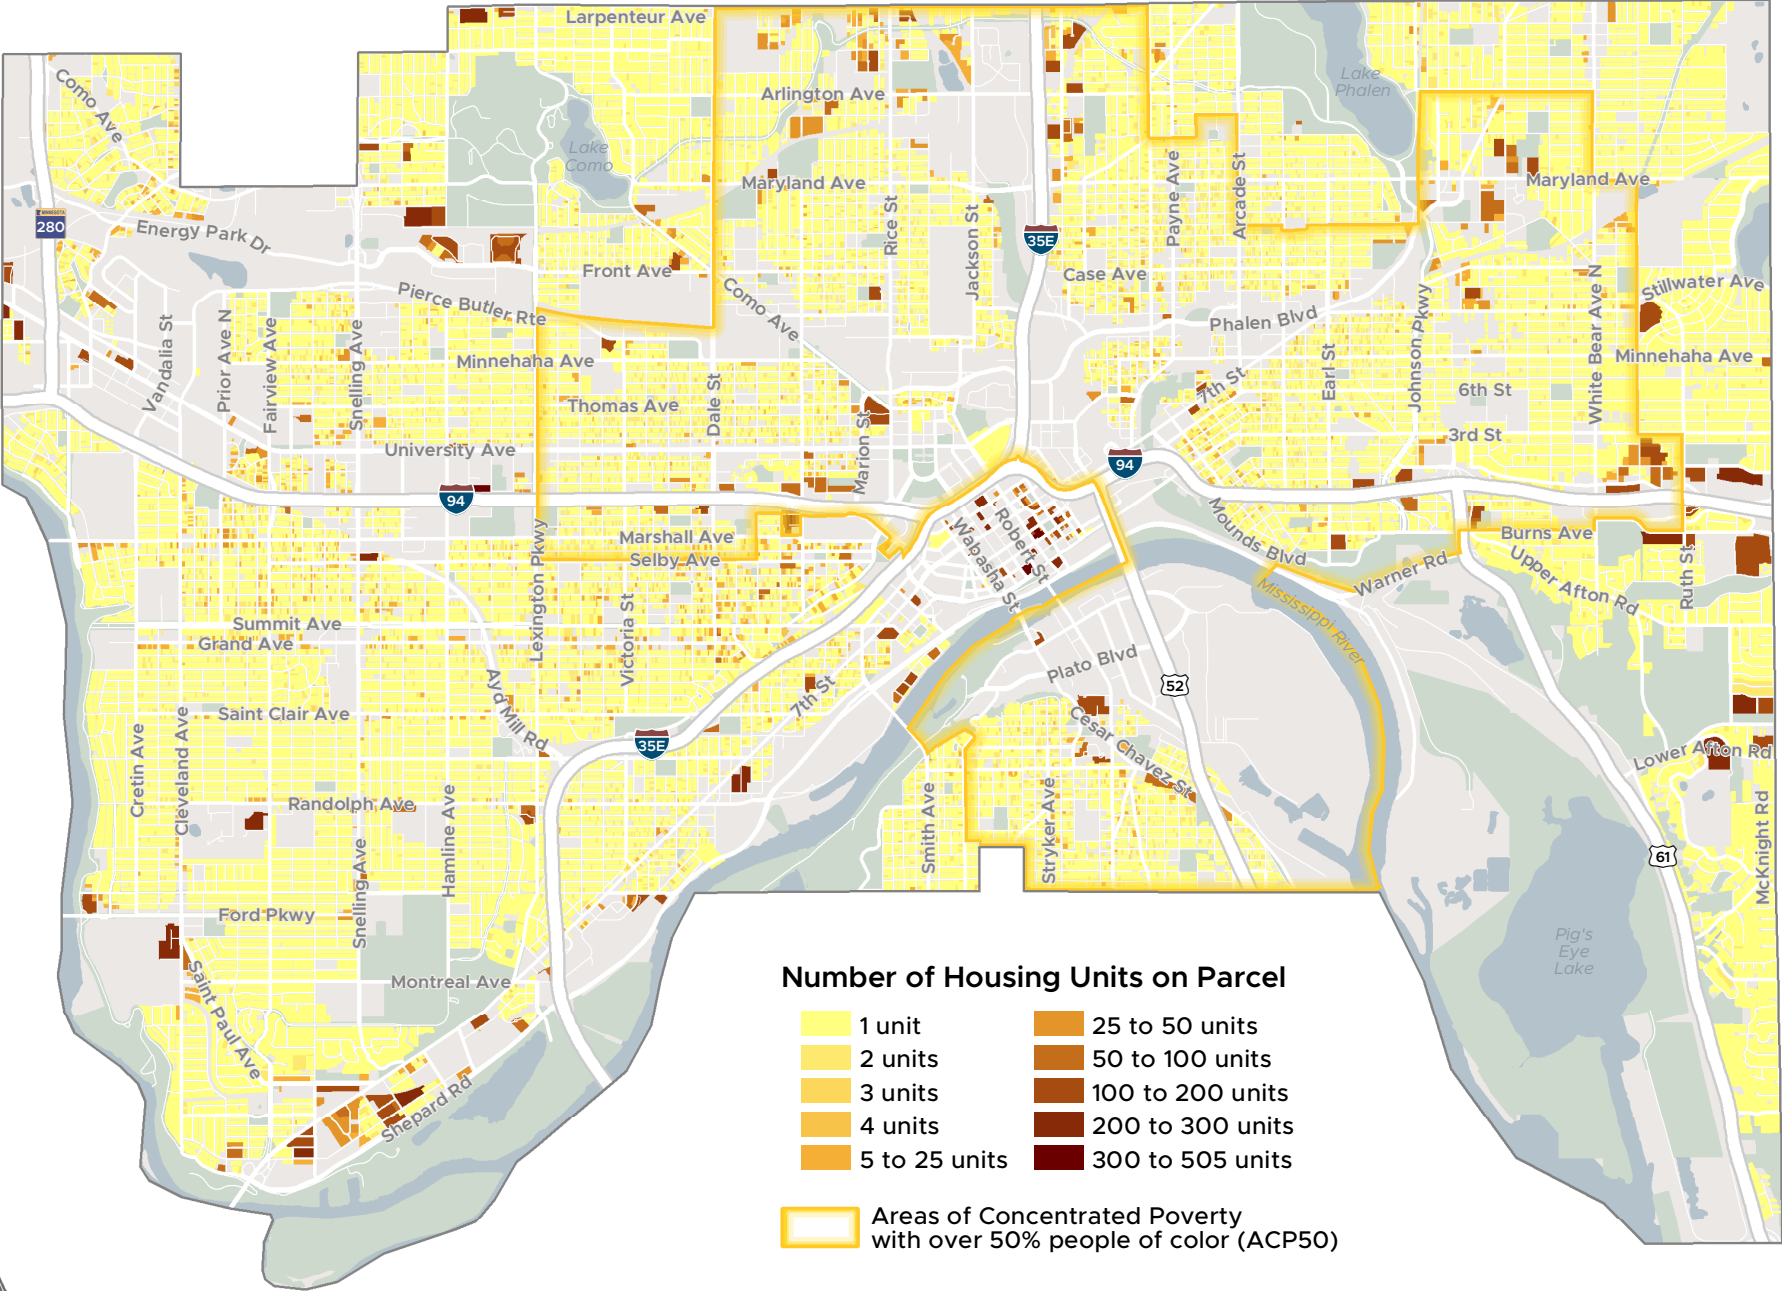 Larpenteur Ave
Como Ave
Lake
Phalen
Arlington Ave
Lake
Como
Maryland Ave
Maryland Ave
Payne Ave
Arcade St
Rice St
Jackson St
MINNESOTA
280
Energy Park Dr
35E
Front Ave
Case Ave
Como Ave
Stillwater Ave
Pierce Butler Rte
Phalen Blvd
Johnson Pkwy
White Bear Ave N
Vandalia St
Prior Ave N
Fairview Ave
Snelling Ave
Minnehaha Ave
Minnehaha Ave
Earl St
7th St
6th St
Dale St
Thomas Ave
Marion St
3rd St
University Ave
94
94
Lexington Pkwy
Marshall Ave
Selby Ave
Robert St
Wabasha St
Mounds Blvd
Burns Ave
Warner Rd
Upper Afton Rd
Ruth St
Mississippi River
Summit Ave
Grand Ave
Victoria St
Plato Blvd
52
Ayd Mill Rd
7th St
Saint Clair Ave
Cesar Chavez St
35E
Lower Afton Rd
Cretin Ave
Cleveland Ave
Randolph Ave
Hamline Ave
Snelling Ave
Smith Ave
Stryker Ave
McKnight Rd
61
Ford Pkwy
Pig's
Eye
Lake
Saint Paul Ave
Montreal Ave
Shepard Rd
Number of Housing Units on Parcel
1 unit
2 units
3 units
4 units
5 to 25 units
25 to 50 units
50 to 100 units
100 to 200 units
200 to 300 units
300 to 505 units
Areas of Concentrated Poverty
with over 50% people of color (ACP50)